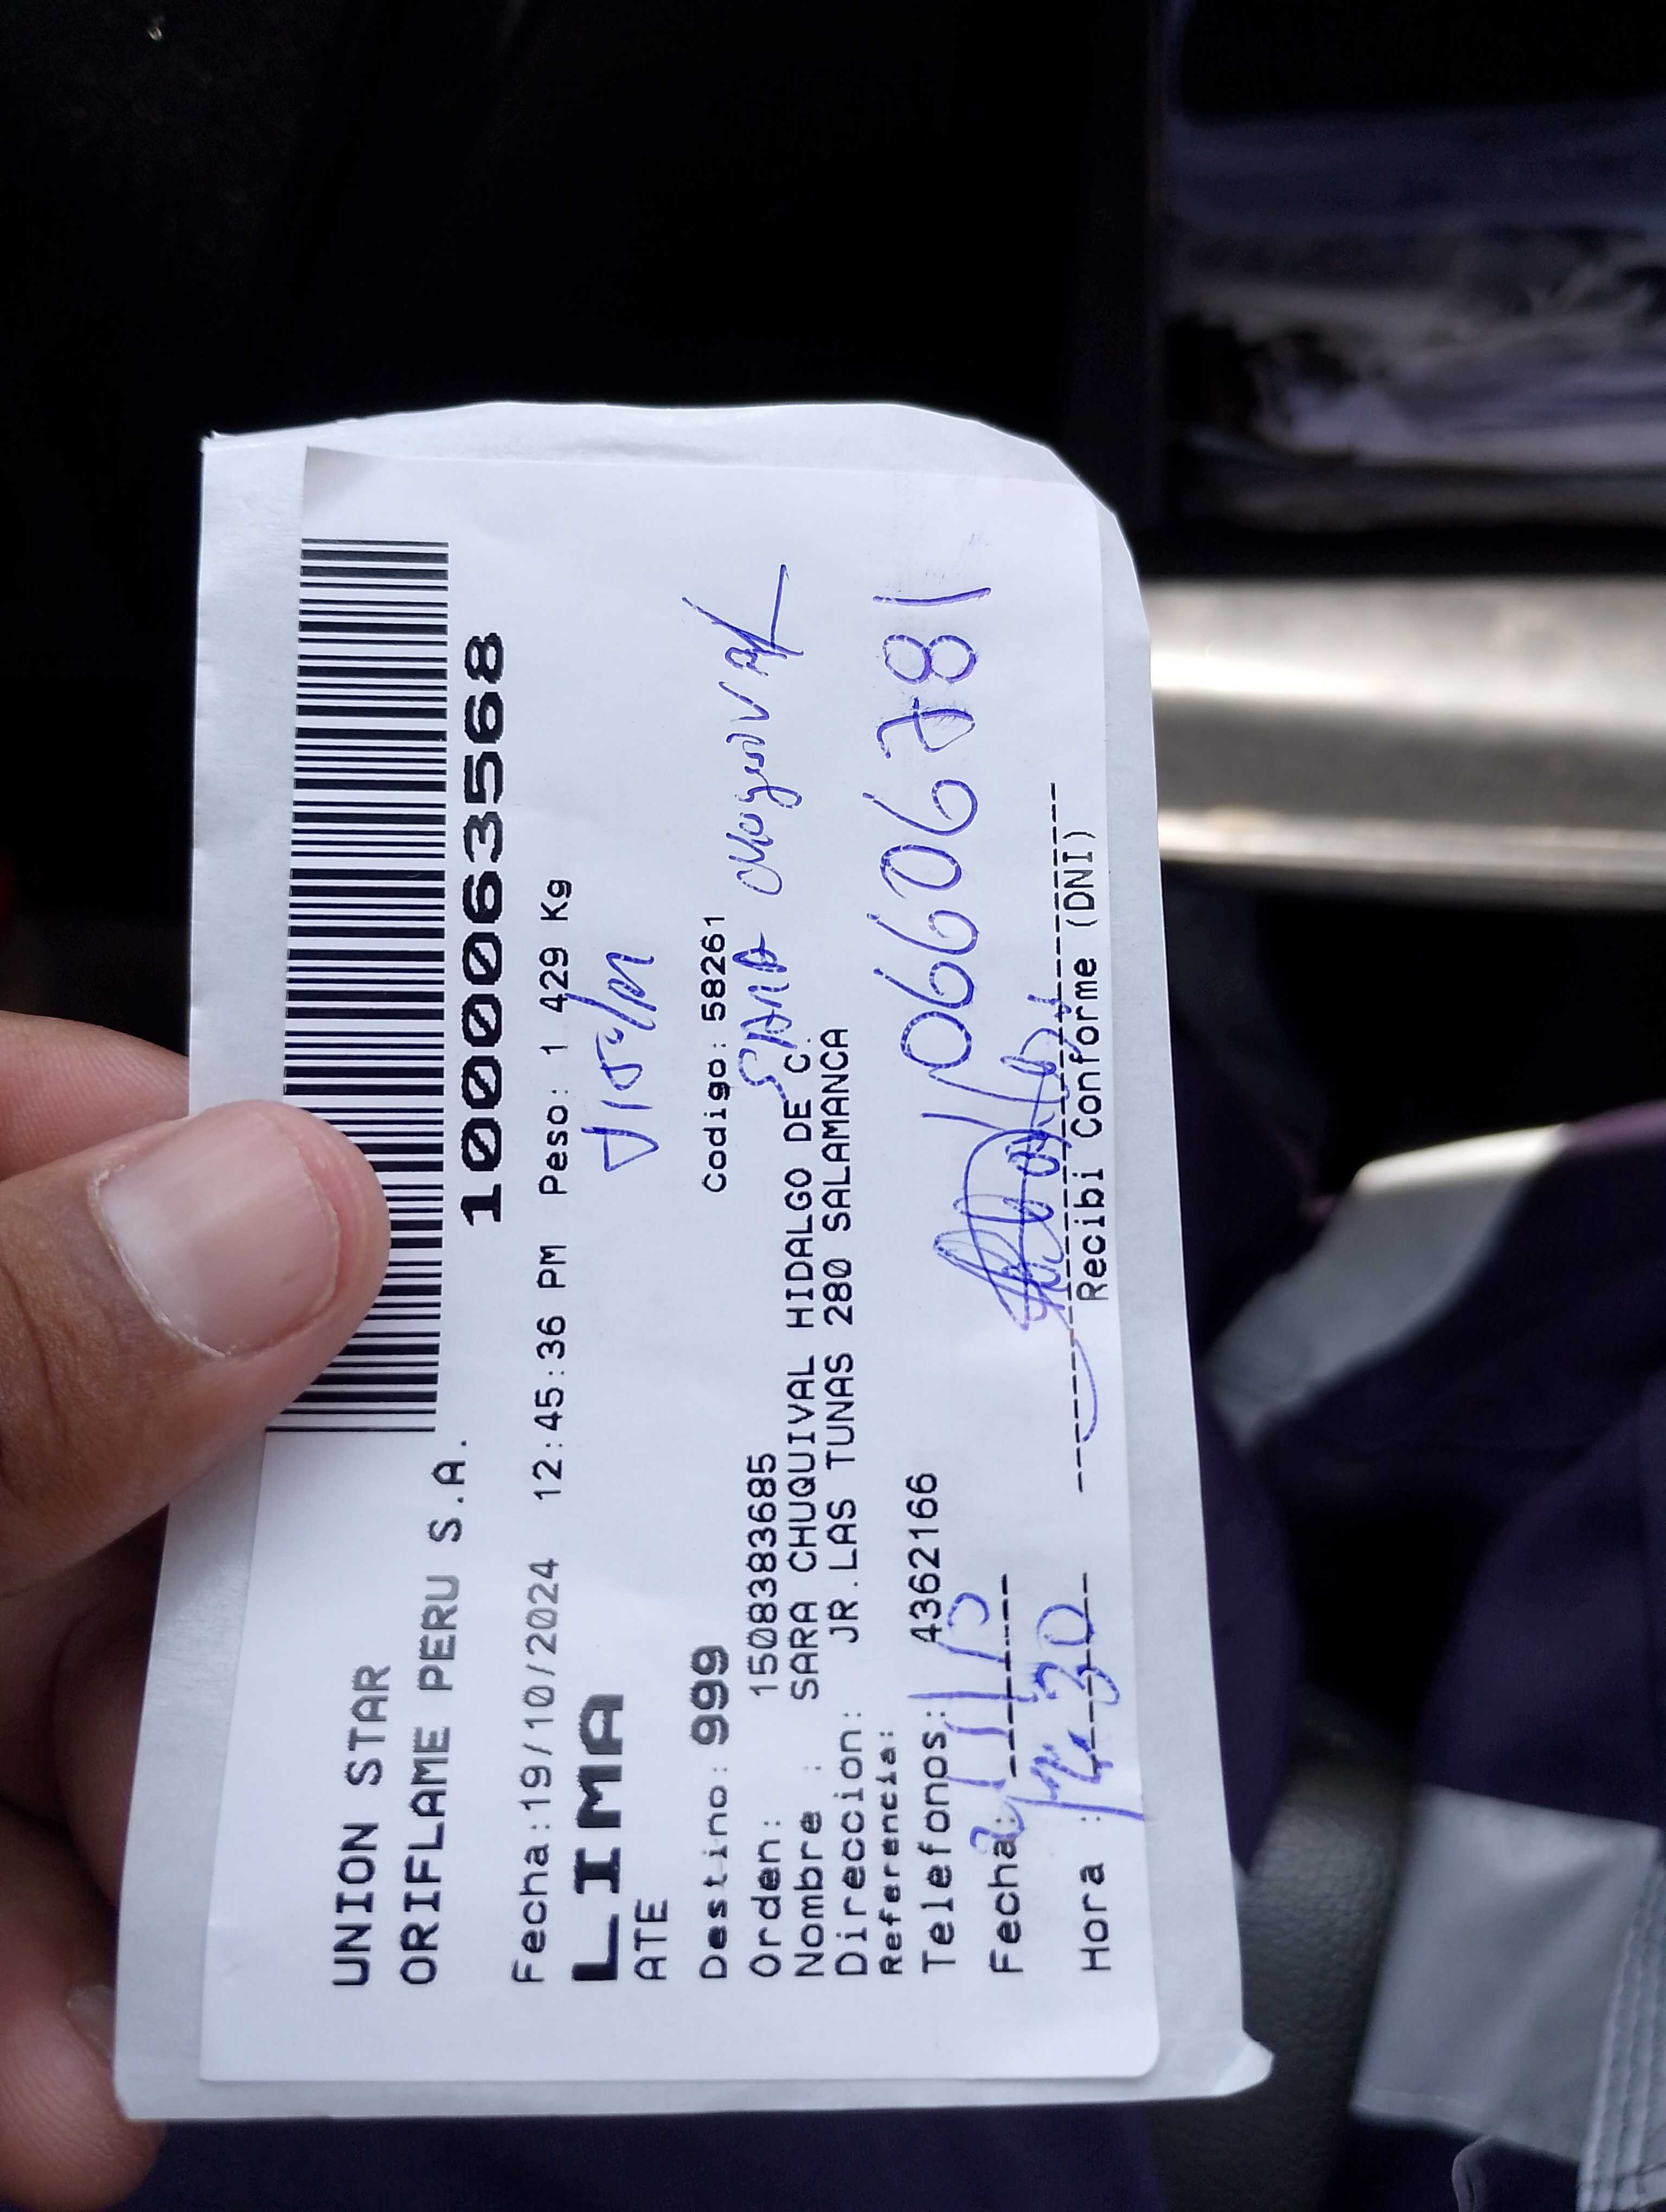 UNION STAR
ORIFLAME PERU S.A.
1000063568
Fecha:19/10/2024 12:45:36 PM Peso: 1 429 Kg
LIMA
ATE
Destino: 999 Codigo: 58261
SARA Chuquival
Orden: 1508383685
Nombre : SARA CHUQUIVAL HIDALGO DE C.
Direccion: JR.LAS TUNAS 280 SALAMANCA
Referencia:
Telefonos: 4362166
06606781
Fecha:
Hora :
Recibi Conforme (DNI)